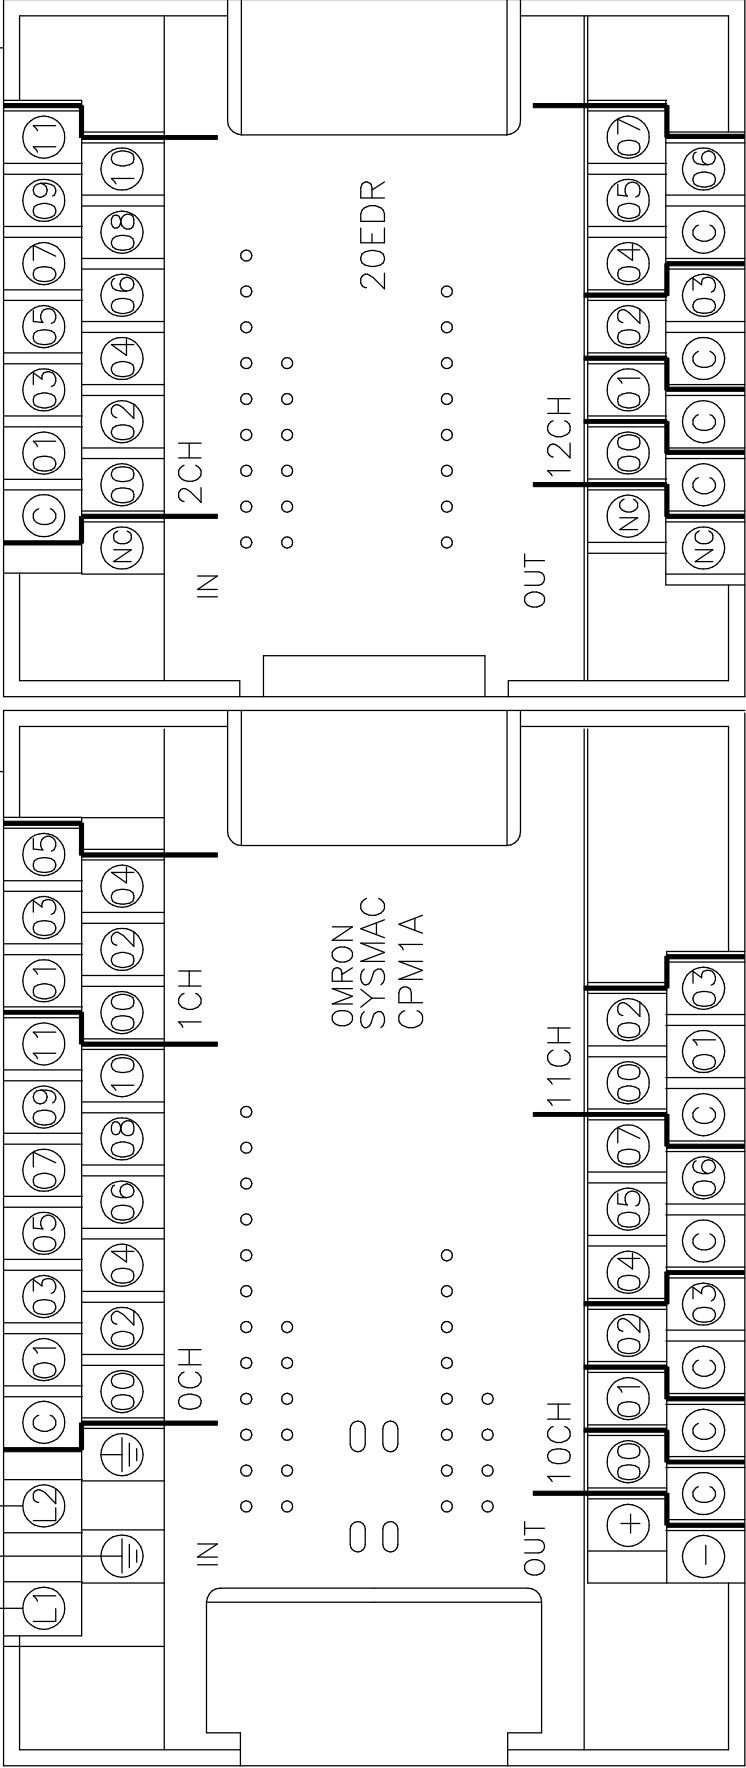 L1 L2 C 01 03 05 07 09 11 01 03 05
00 02 04 06 08 10 00 02 04
0CH 1CH
IN
OMRON
SYSMAC
CPM1A
OUT
10CH 11CH
+ 00 01 02 04 05 07 00 02
− C C C 03 C 06 C 01 03
C 01 03 05 07 09 11
NC 00 02 04 06 08 10
2CH
IN
20EDR
OUT
12CH
NC 00 01 02 04 05 07
NC C C C 03 C 06